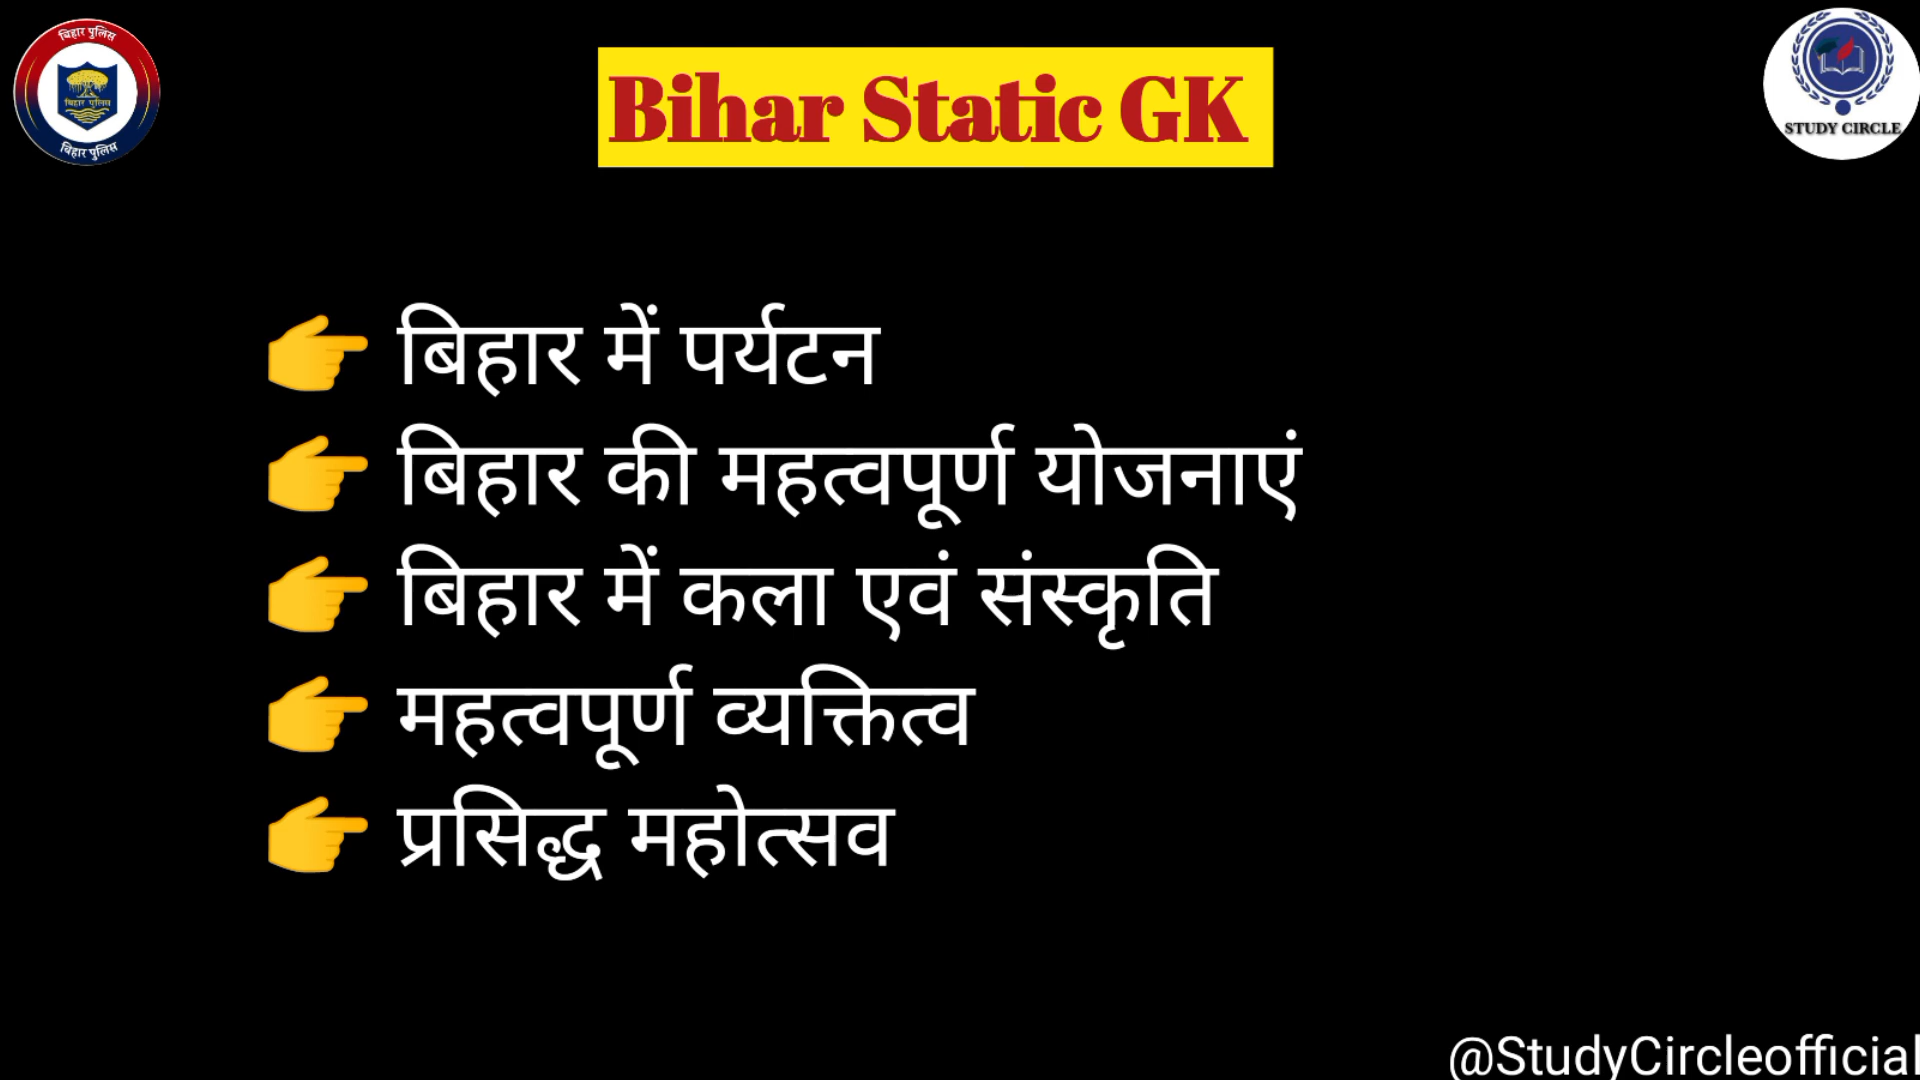 बिहार पुलिस
बिहार पुलिस
बिहार पुलिस
Bihar Static GK
STUDY CIRCLE
👉 बिहार में पर्यटन
👉 बिहार की महत्वपूर्ण योजनाएं
👉 बिहार में कला एवं संस्कृति
👉 महत्वपूर्ण व्यक्तित्व
👉 प्रसिद्ध महोत्सव
@StudyCircleofficial